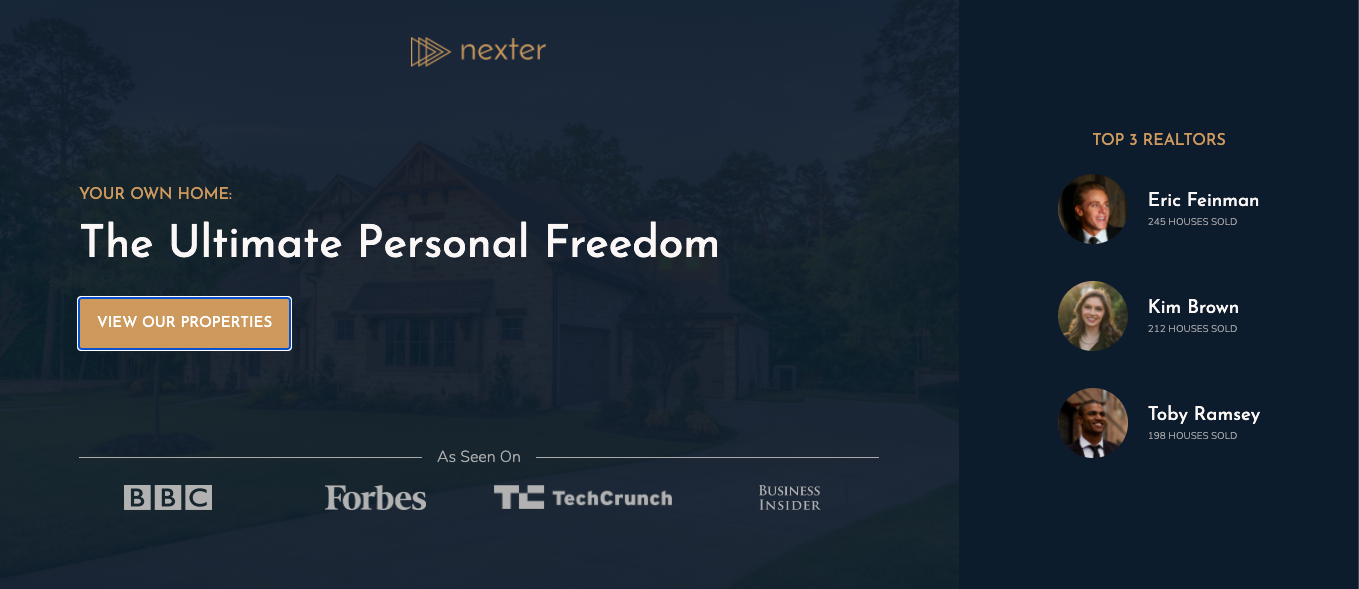 nexter
YOUR OWN HOME:
The Ultimate Personal Freedom
VIEW OUR PROPERTIES
As Seen On
BBC
Forbes
TC TechCrunch
BUSINESS
INSIDER
TOP 3 REALTORS
Eric Feinman
245 HOUSES SOLD
Kim Brown
212 HOUSES SOLD
Toby Ramsey
198 HOUSES SOLD